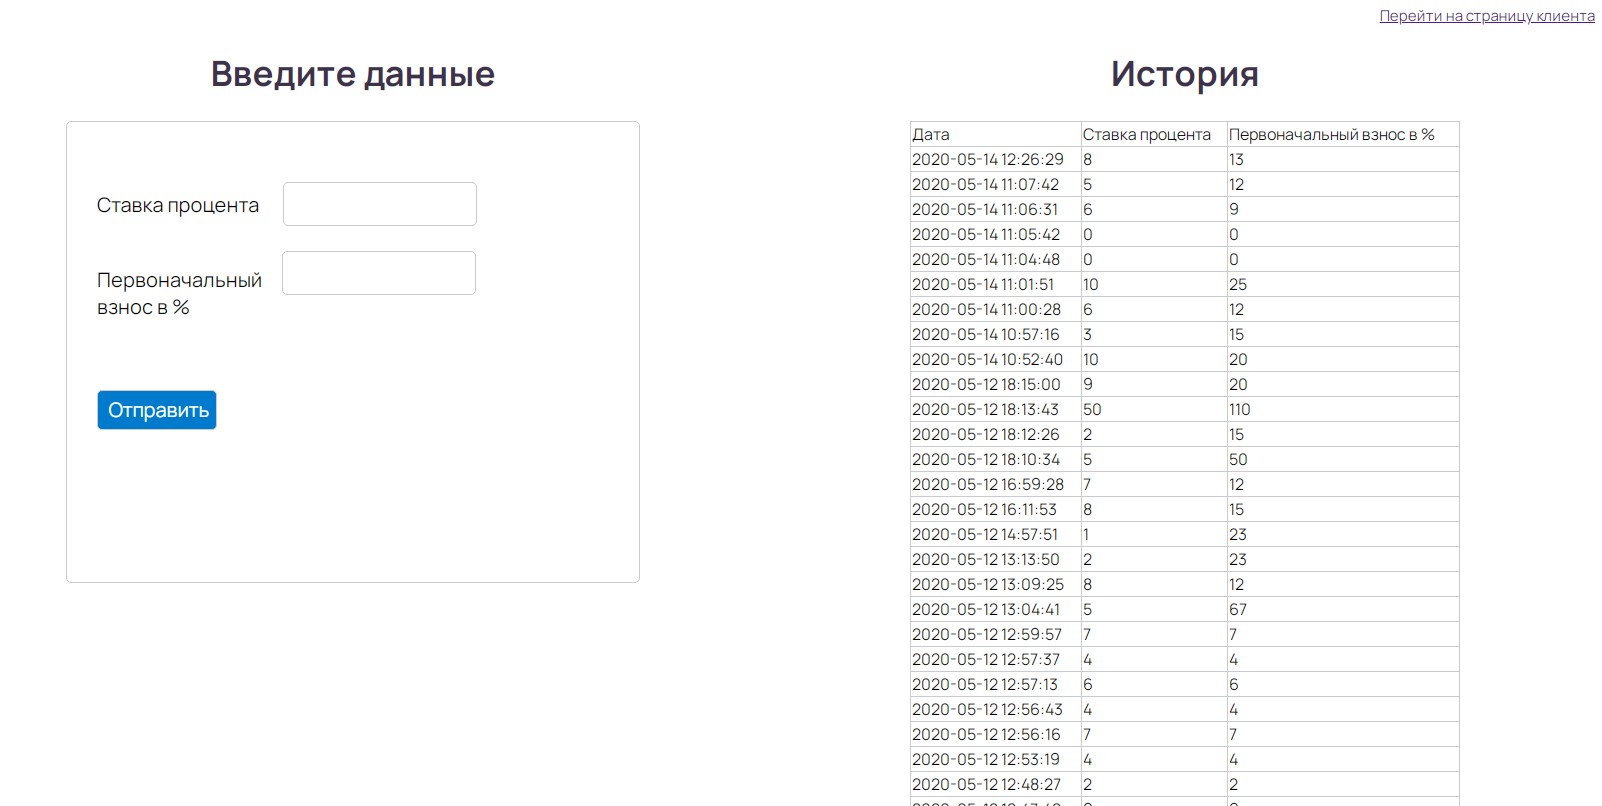 Перейти на страницу клиента
Введите данные
Ставка процента
Первоначальный
взнос в %
Отправить
История
Дата Ставка процента Первоначальный взнос в %
2020-05-14 12:26:29 8 13
2020-05-14 11:07:42 5 12
2020-05-14 11:06:31 6 9
2020-05-14 11:05:42 0 0
2020-05-14 11:04:48 0 0
2020-05-14 11:01:51 10 25
2020-05-14 11:00:28 6 12
2020-05-14 10:57:16 3 15
2020-05-14 10:52:40 10 20
2020-05-12 18:15:00 9 20
2020-05-12 18:13:43 50 110
2020-05-12 18:12:26 2 15
2020-05-12 18:10:34 5 50
2020-05-12 16:59:28 7 12
2020-05-12 16:11:53 8 15
2020-05-12 14:57:51 1 23
2020-05-12 13:13:50 2 23
2020-05-12 13:09:25 8 12
2020-05-12 13:04:41 5 67
2020-05-12 12:59:57 7 7
2020-05-12 12:57:37 4 4
2020-05-12 12:57:13 6 6
2020-05-12 12:56:43 4 4
2020-05-12 12:56:16 7 7
2020-05-12 12:53:19 4 4
2020-05-12 12:48:27 2 2